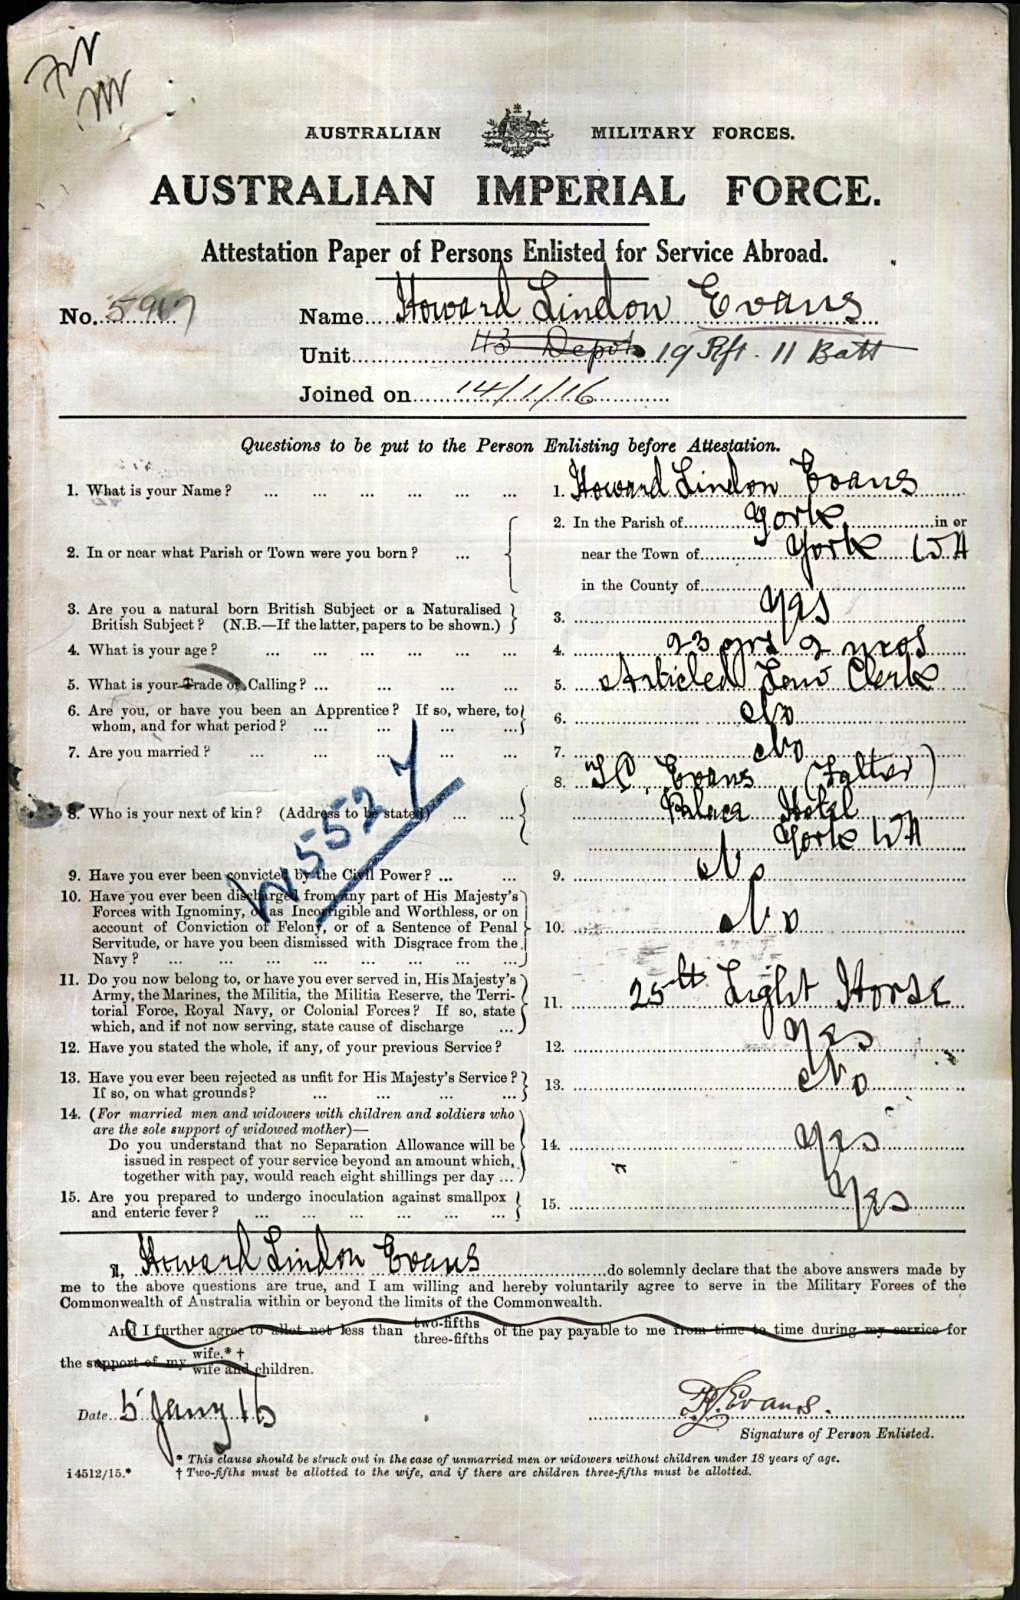 AUSTRALIAN MILITARY FORCES.
AUSTRALIAN IMPERIAL FORCE.
Attestation Paper of Persons Enlisted for Service Abroad.
No. 5967 Name Howard Lindon Evans
Unit 43 Depot 19 Rft. 11 Batt
Joined on 14/1/16
Questions to be put to the Person Enlisting before Attestation.
1. What is your Name? ... ... ... ... ... ... 1. Howard Lindon Evans
2. In or near what Parish or Town were you born? ... 2. In the Parish of York in or
near the Town of York WA
in the County of
3. Are you a natural born British Subject or a Naturalised
British Subject? (N.B.—If the latter, papers to be shown.) 3. Yes
4. What is your age? ... ... ... ... ... ... 4. 23 yrs 2 mos
5. What is your Trade or Calling? ... ... ... ... ... 5. Articled Law Clerk
6. Are you, or have you been an Apprentice? If so, where, to
whom, and for what period? ... ... ... ... 6. No
7. Are you married? ... ... ... ... ... ... 7. No
8. Who is your next of kin? (Address to be stated) ... ... 8. Evans (Father)
Palace Hotel
York WA
9. Have you ever been convicted by the Civil Power? ... ... 9. No
10. Have you ever been discharged from any part of His Majesty's
Forces with Ignominy, or as Incorrigible and Worthless, or on
account of Conviction of Felony, or of a Sentence of Penal
Servitude, or have you been dismissed with Disgrace from the
Navy? ... ... ... ... ... ... ... ... 10. No
11. Do you now belong to, or have you ever served in, His Majesty's
Army, the Marines, the Militia, the Militia Reserve, the Terri-
torial Force, Royal Navy, or Colonial Forces? If so, state
which, and if not now serving, state cause of discharge ... 11. 25th Light Horse
12. Have you stated the whole, if any, of your previous Service? 12. Yes
13. Have you ever been rejected as unfit for His Majesty's Service?
If so, on what grounds? ... ... ... ... 13. No
14. (For married men and widowers with children and soldiers who
are the sole support of widowed mother)—
Do you understand that no Separation Allowance will be
issued in respect of your service beyond an amount which,
together with pay, would reach eight shillings per day ... 14. Yes
15. Are you prepared to undergo inoculation against smallpox
and enteric fever? ... ... ... ... ... ... 15. Yes
W5527
I, Howard Lindon Evans do solemnly declare that the above answers made by
me to the above questions are true, and I am willing and hereby voluntarily agree to serve in the Military Forces of the
Commonwealth of Australia within or beyond the limits of the Commonwealth.
And I further agree to allot not less than two-fifths three-fifths of the pay payable to me from time to time during my service for
the support of my wife.* † wife and children.
Date 5 Jany 16 Evans.
Signature of Person Enlisted.
* This clause should be struck out in the case of unmarried men or widowers without children under 18 years of age.
i 4512/15.* † Two-fifths must be allotted to the wife, and if there are children three-fifths must be allotted.